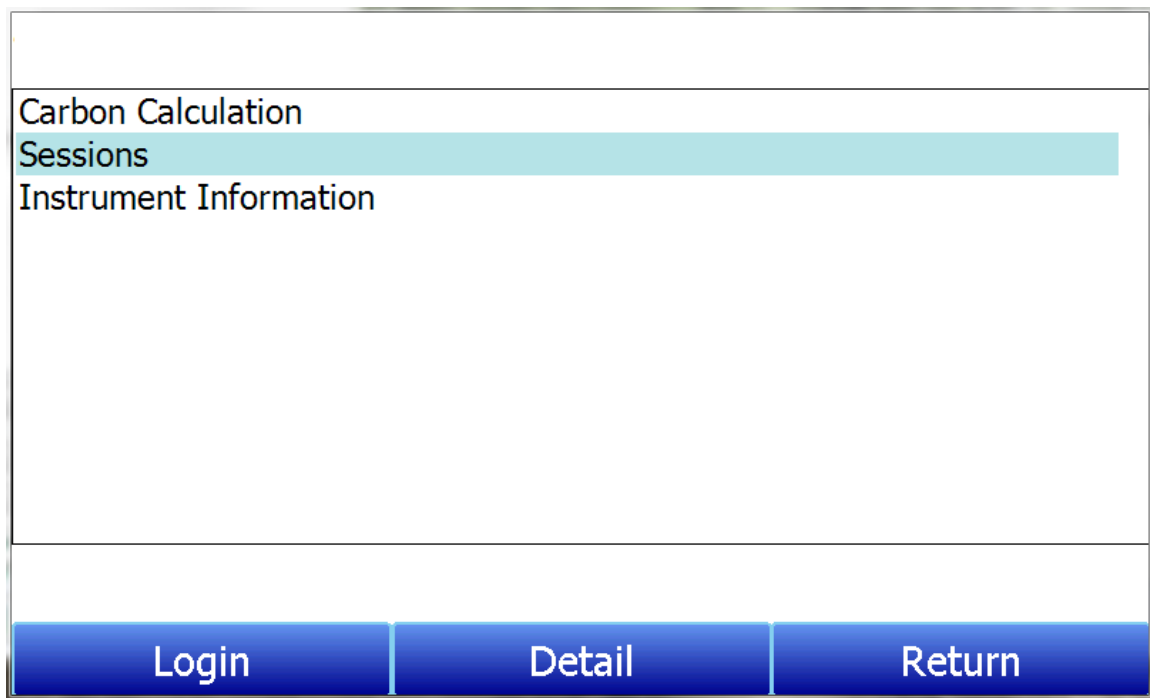 Carbon Calculation
Sessions
Instrument Information
Login Detail Return